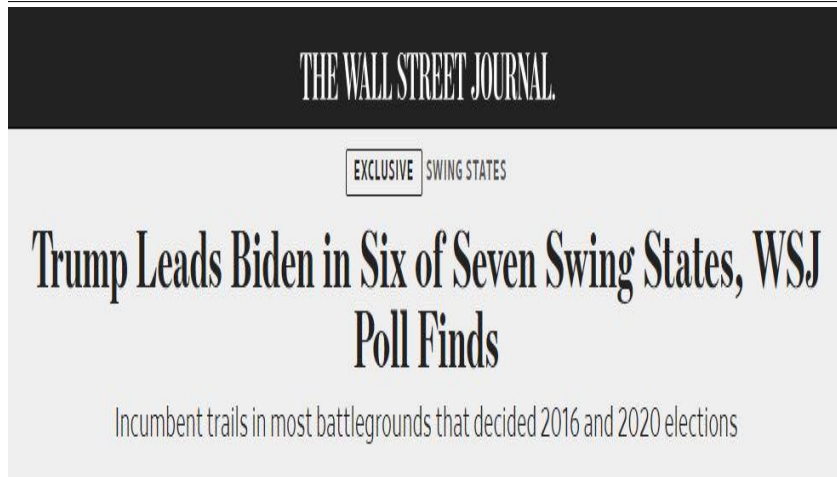 THE WALL STREET JOURNAL.
EXCLUSIVE SWING STATES
Trump Leads Biden in Six of Seven Swing States, WSJ
Poll Finds
Incumbent trails in most battlegrounds that decided 2016 and 2020 elections